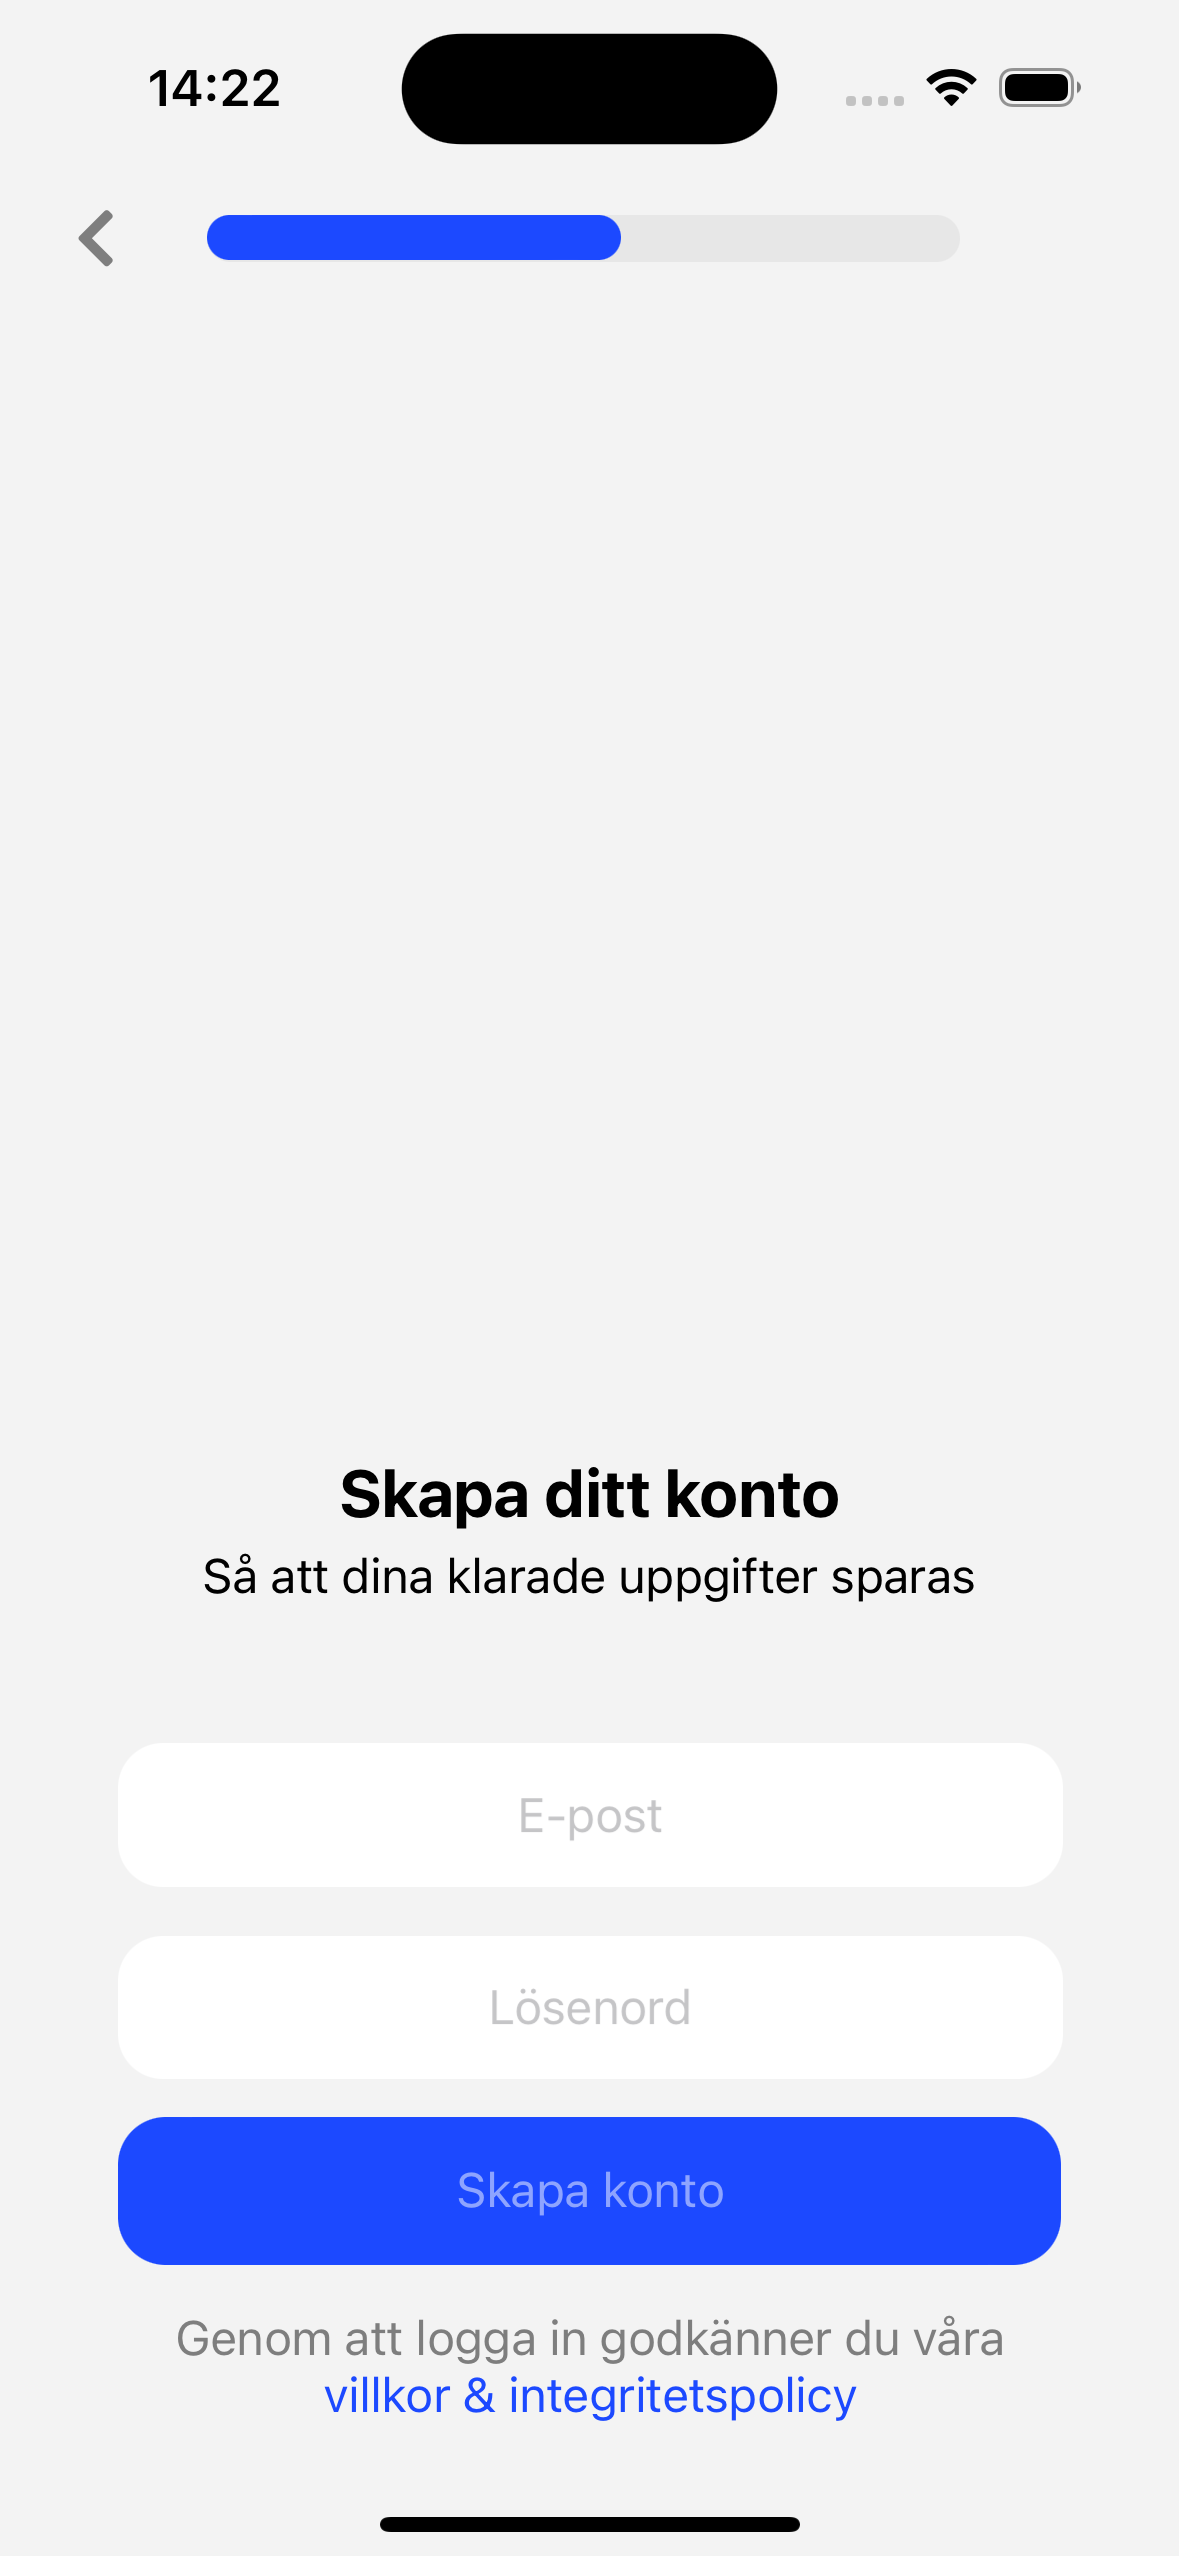 14:22
Skapa ditt konto
Så att dina klarade uppgifter sparas
E-post
Lösenord
Skapa konto
Genom att logga in godkänner du våra
villkor & integritetspolicy